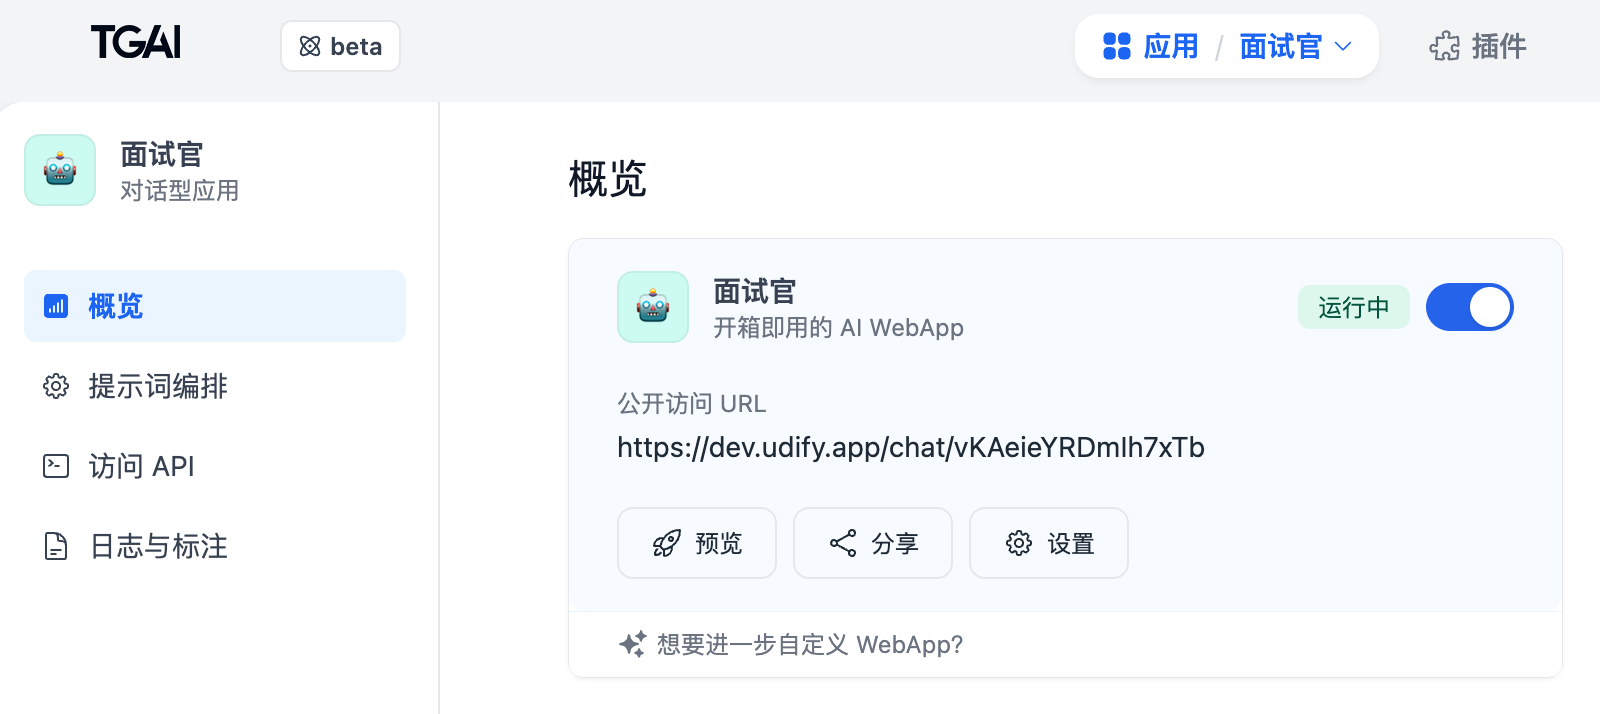 TGAI
beta
应用 / 面试官
插件
面试官
对话型应用
概览
提示词编排
访问 API
日志与标注
概览
面试官
开箱即用的 AI WebApp
运行中
公开访问 URL
https://dev.udify.app/chat/vKAeieYRDmIh7xTb
预览
分享
设置
想要进一步自定义 WebApp?